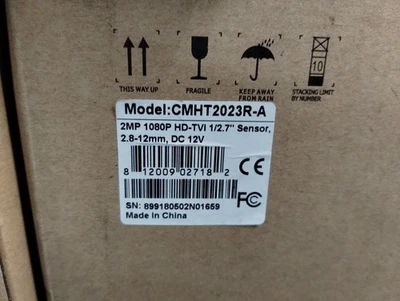 THIS WAY UP
FRAGILE
KEEP AWAY
FROM RAIN
10
STACKING LIMIT
BY NUMBER
Model:CMHT2023R-A
2MP 1080P HD-TVI 1/2.7" Sensor,
2.8-12mm, DC 12V
8 12009 02718 2
CE
FC
SN: 899180502N01659
Made In China